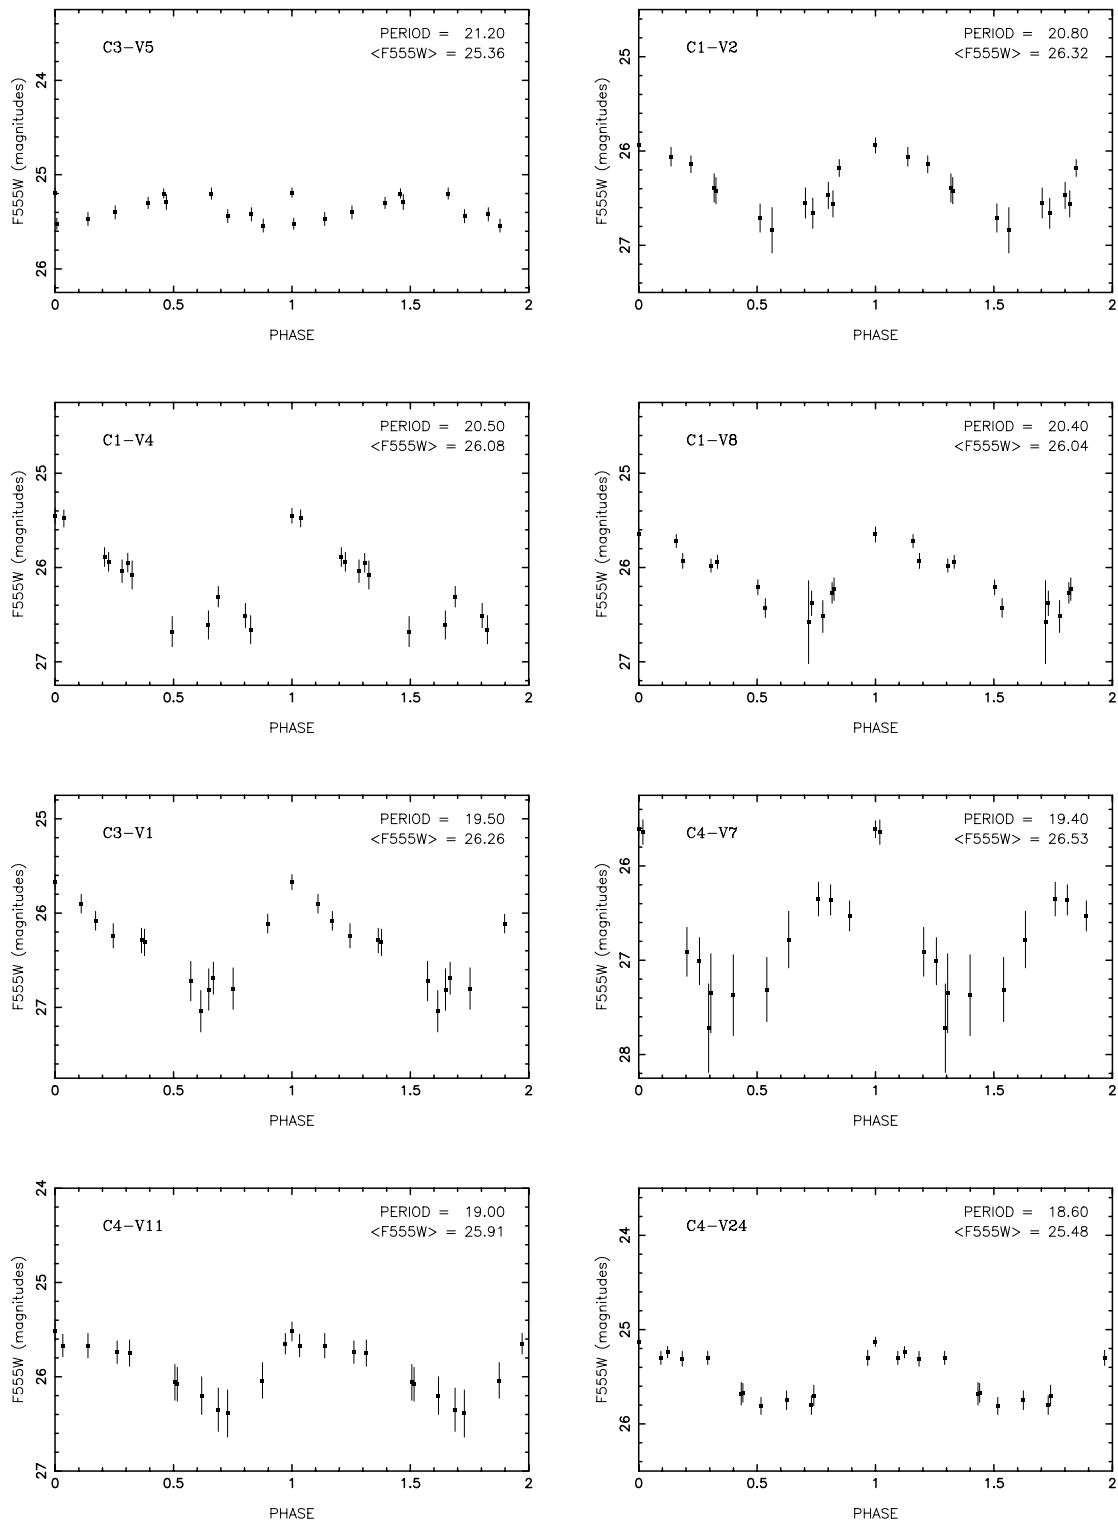 C3-V5
PERIOD = 21.20
<F555W> = 25.36
F555W (magnitudes)
24
25
26
0 0.5 1 1.5 2
PHASE
C1-V2
PERIOD = 20.80
<F555W> = 26.32
F555W (magnitudes)
25
26
27
0 0.5 1 1.5 2
PHASE
C1-V4
PERIOD = 20.50
<F555W> = 26.08
F555W (magnitudes)
25
26
27
0 0.5 1 1.5 2
PHASE
C1-V8
PERIOD = 20.40
<F555W> = 26.04
F555W (magnitudes)
25
26
27
0 0.5 1 1.5 2
PHASE
C3-V1
PERIOD = 19.50
<F555W> = 26.26
F555W (magnitudes)
25
26
27
0 0.5 1 1.5 2
PHASE
C4-V7
PERIOD = 19.40
<F555W> = 26.53
F555W (magnitudes)
26
27
28
0 0.5 1 1.5 2
PHASE
C4-V11
PERIOD = 19.00
<F555W> = 25.91
F555W (magnitudes)
24
25
26
27
0 0.5 1 1.5 2
PHASE
C4-V24
PERIOD = 18.60
<F555W> = 25.48
F555W (magnitudes)
24
25
26
0 0.5 1 1.5 2
PHASE